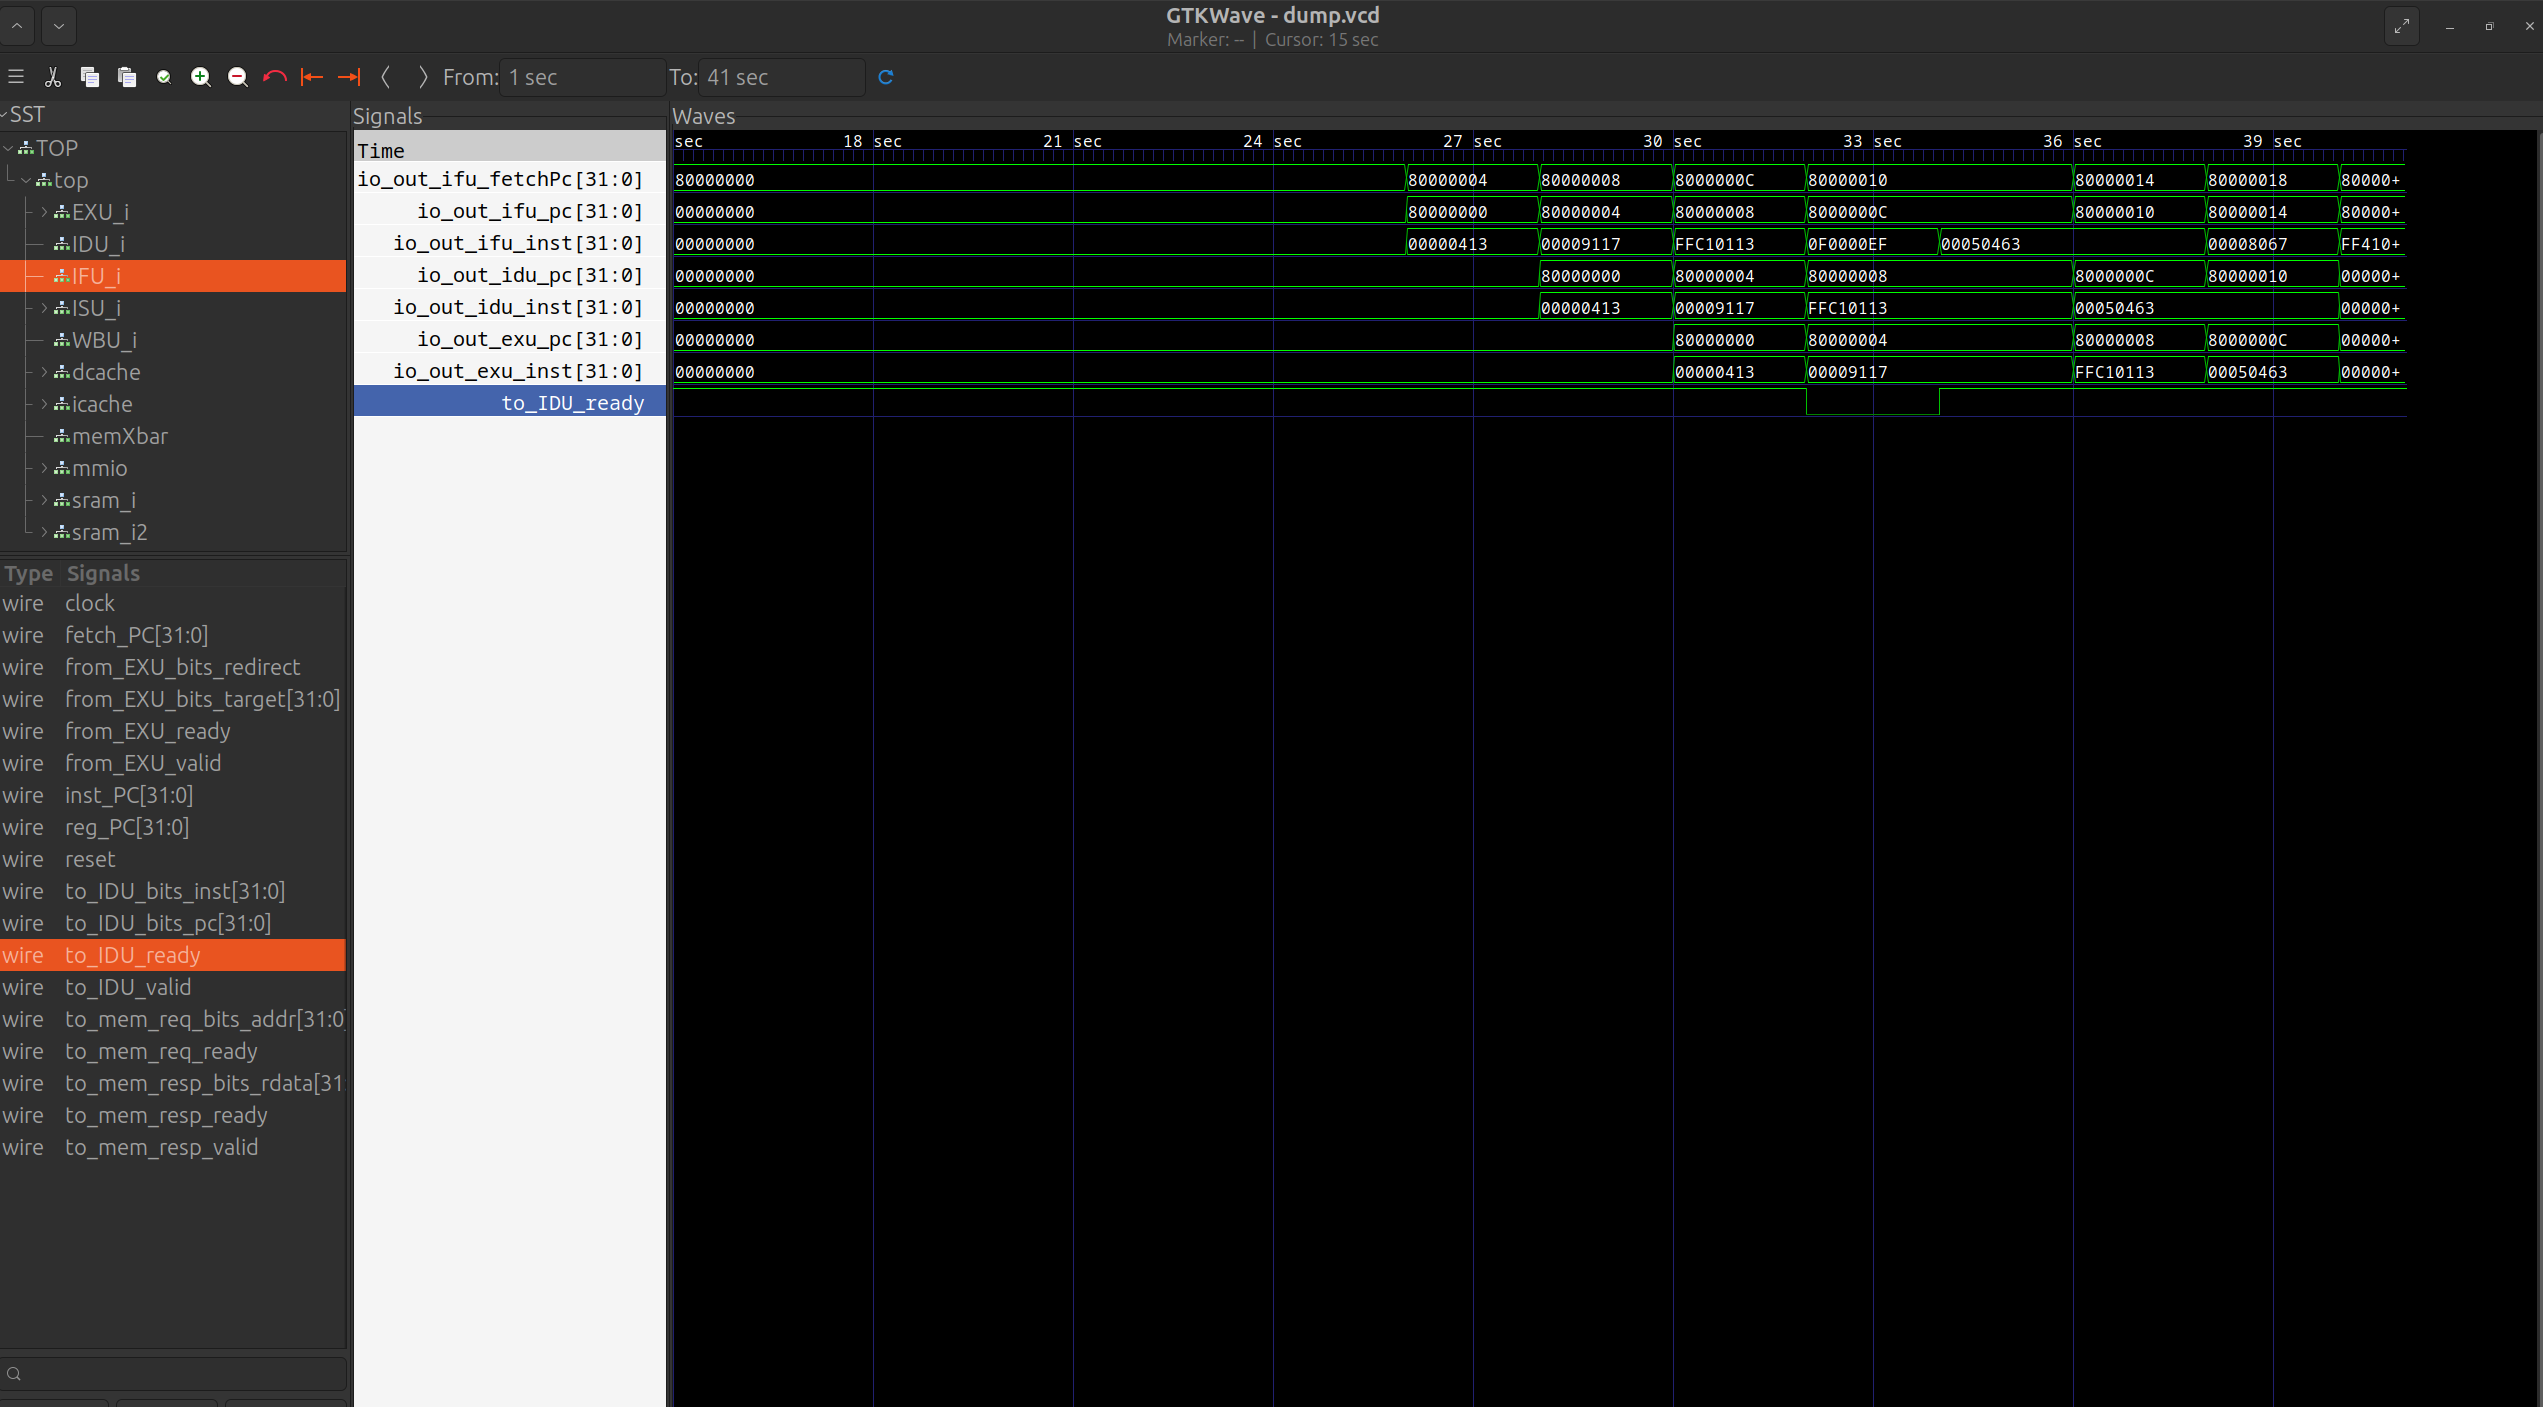 GTKWave - dump.vcd
Marker: -- | Cursor: 15 sec
From: 1 sec To: 41 sec
SST
TOP
top
EXU_i
IDU_i
IFU_i
ISU_i
WBU_i
dcache
icache
memXbar
mmio
sram_i
sram_i2
Type Signals
wire clock
wire fetch_PC[31:0]
wire from_EXU_bits_redirect
wire from_EXU_bits_target[31:0]
wire from_EXU_ready
wire from_EXU_valid
wire inst_PC[31:0]
wire reg_PC[31:0]
wire reset
wire to_IDU_bits_inst[31:0]
wire to_IDU_bits_pc[31:0]
wire to_IDU_ready
wire to_IDU_valid
wire to_mem_req_bits_addr[31:0]
wire to_mem_req_ready
wire to_mem_resp_bits_rdata[31:
wire to_mem_resp_ready
wire to_mem_resp_valid
Signals
Time
io_out_ifu_fetchPc[31:0]
io_out_ifu_pc[31:0]
io_out_ifu_inst[31:0]
io_out_idu_pc[31:0]
io_out_idu_inst[31:0]
io_out_exu_pc[31:0]
io_out_exu_inst[31:0]
to_IDU_ready
Waves
sec 18 sec 21 sec 24 sec 27 sec 30 sec 33 sec 36 sec 39 sec
80000000 80000004 80000008 8000000C 80000010 80000014 80000018 80000+
00000000 80000000 80000004 80000008 8000000C 80000010 80000014 80000+
00000000 00000413 00009117 FFC10113 0F0000EF 00050463 00008067 FF410+
00000000 80000000 80000004 80000008 8000000C 80000010 00000+
00000000 00000413 00009117 FFC10113 00050463 00000+
00000000 80000000 80000004 80000008 8000000C 00000+
00000000 00000413 00009117 FFC10113 00050463 00000+